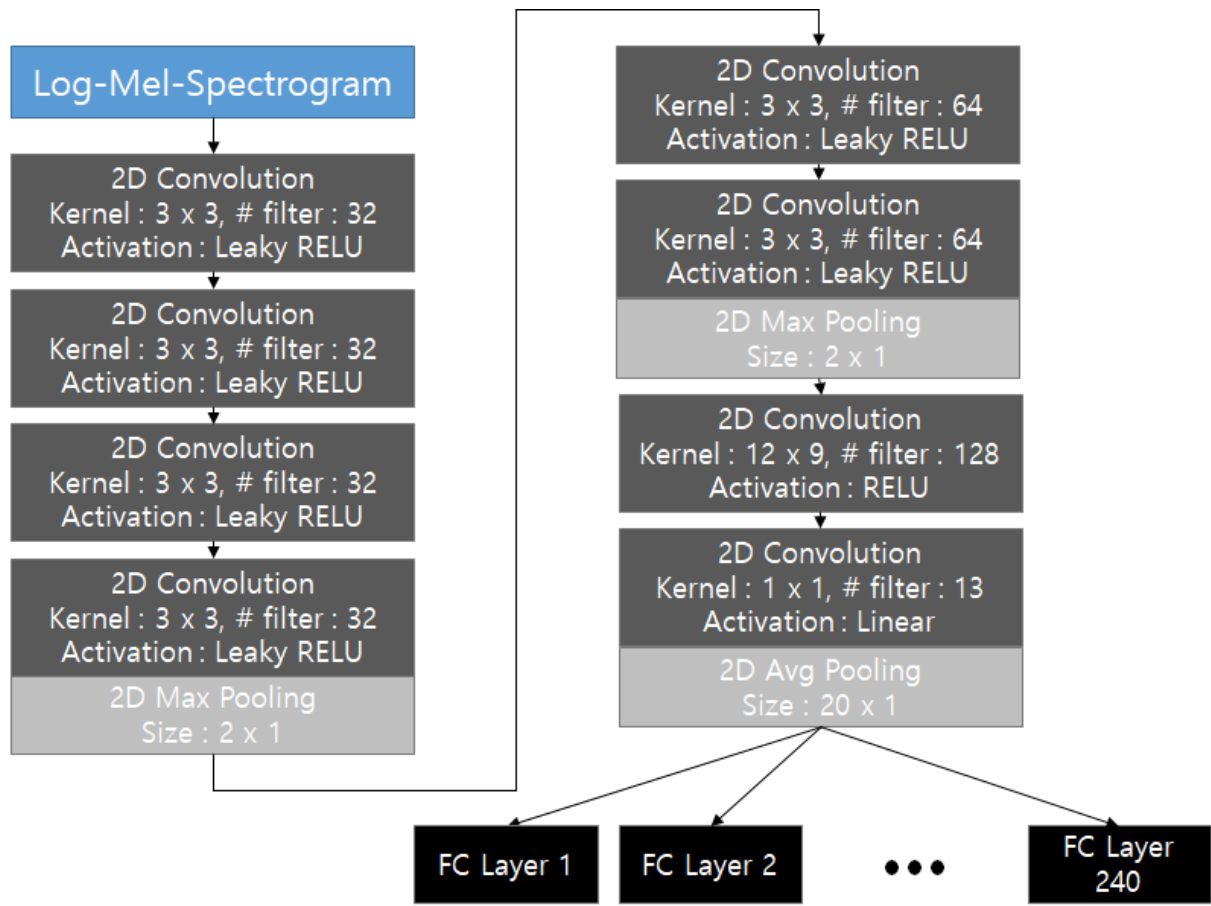 Log-Mel-Spectrogram
2D Convolution
Kernel : 3 x 3, # filter : 32
Activation : Leaky RELU
2D Convolution
Kernel : 3 x 3, # filter : 32
Activation : Leaky RELU
2D Convolution
Kernel : 3 x 3, # filter : 32
Activation : Leaky RELU
2D Convolution
Kernel : 3 x 3, # filter : 32
Activation : Leaky RELU
2D Max Pooling
Size : 2 x 1
2D Convolution
Kernel : 3 x 3, # filter : 64
Activation : Leaky RELU
2D Convolution
Kernel : 3 x 3, # filter : 64
Activation : Leaky RELU
2D Max Pooling
Size : 2 x 1
2D Convolution
Kernel : 12 x 9, # filter : 128
Activation : RELU
2D Convolution
Kernel : 1 x 1, # filter : 13
Activation : Linear
2D Avg Pooling
Size : 20 x 1
FC Layer 1
FC Layer 2
•••
FC Layer
240